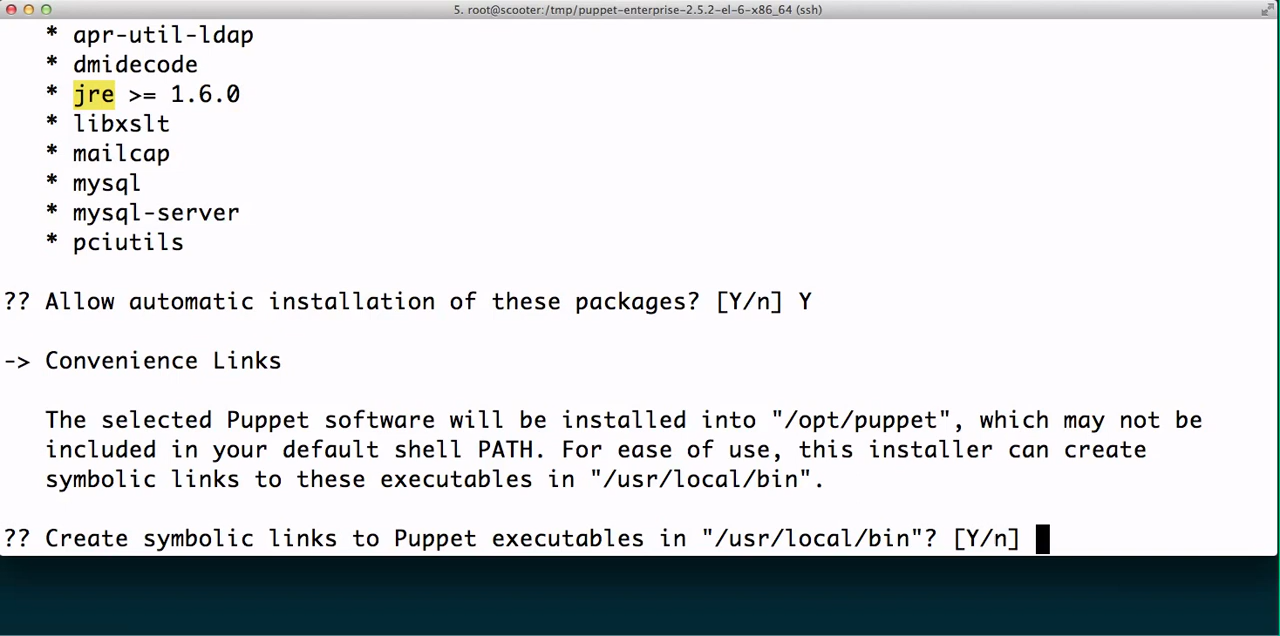 5. root@scooter:/tmp/puppet-enterprise-2.5.2-el-6-x86_64 (ssh)
* apr-util-ldap
* dmidecode
* jre >= 1.6.0
* libxslt
* mailcap
* mysql
* mysql-server
* pciutils
?? Allow automatic installation of these packages? [Y/n] Y
-> Convenience Links
The selected Puppet software will be installed into "/opt/puppet", which may not be
included in your default shell PATH. For ease of use, this installer can create
symbolic links to these executables in "/usr/local/bin".
?? Create symbolic links to Puppet executables in "/usr/local/bin"? [Y/n]